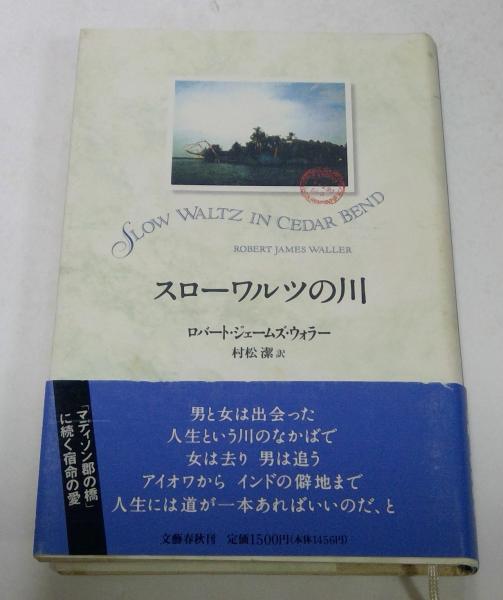 SLOW WALTZ IN CEDAR BEND
ROBERT JAMES WALLER
スローワルツの川
ロバート・ジェームズ・ウォラー
村松 潔 訳
「マディソン郡の橋」
に続く宿命の愛
男と女は出会った
人生という川のなかばで
女は去り 男は追う
アイオワから インドの僻地まで
人生には道が一本あればいいのだ、と
文藝春秋刊 定価1500円(本体1456円)